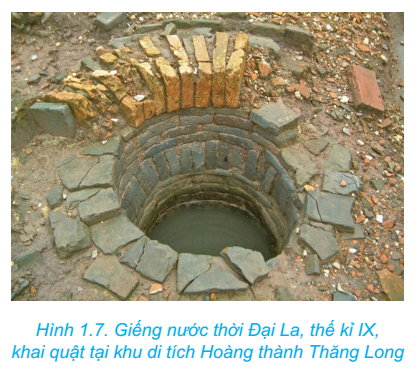 Hình 1.7. Giếng nước thời Đại La, thế kỉ IX,
khai quật tại khu di tích Hoàng thành Thăng Long